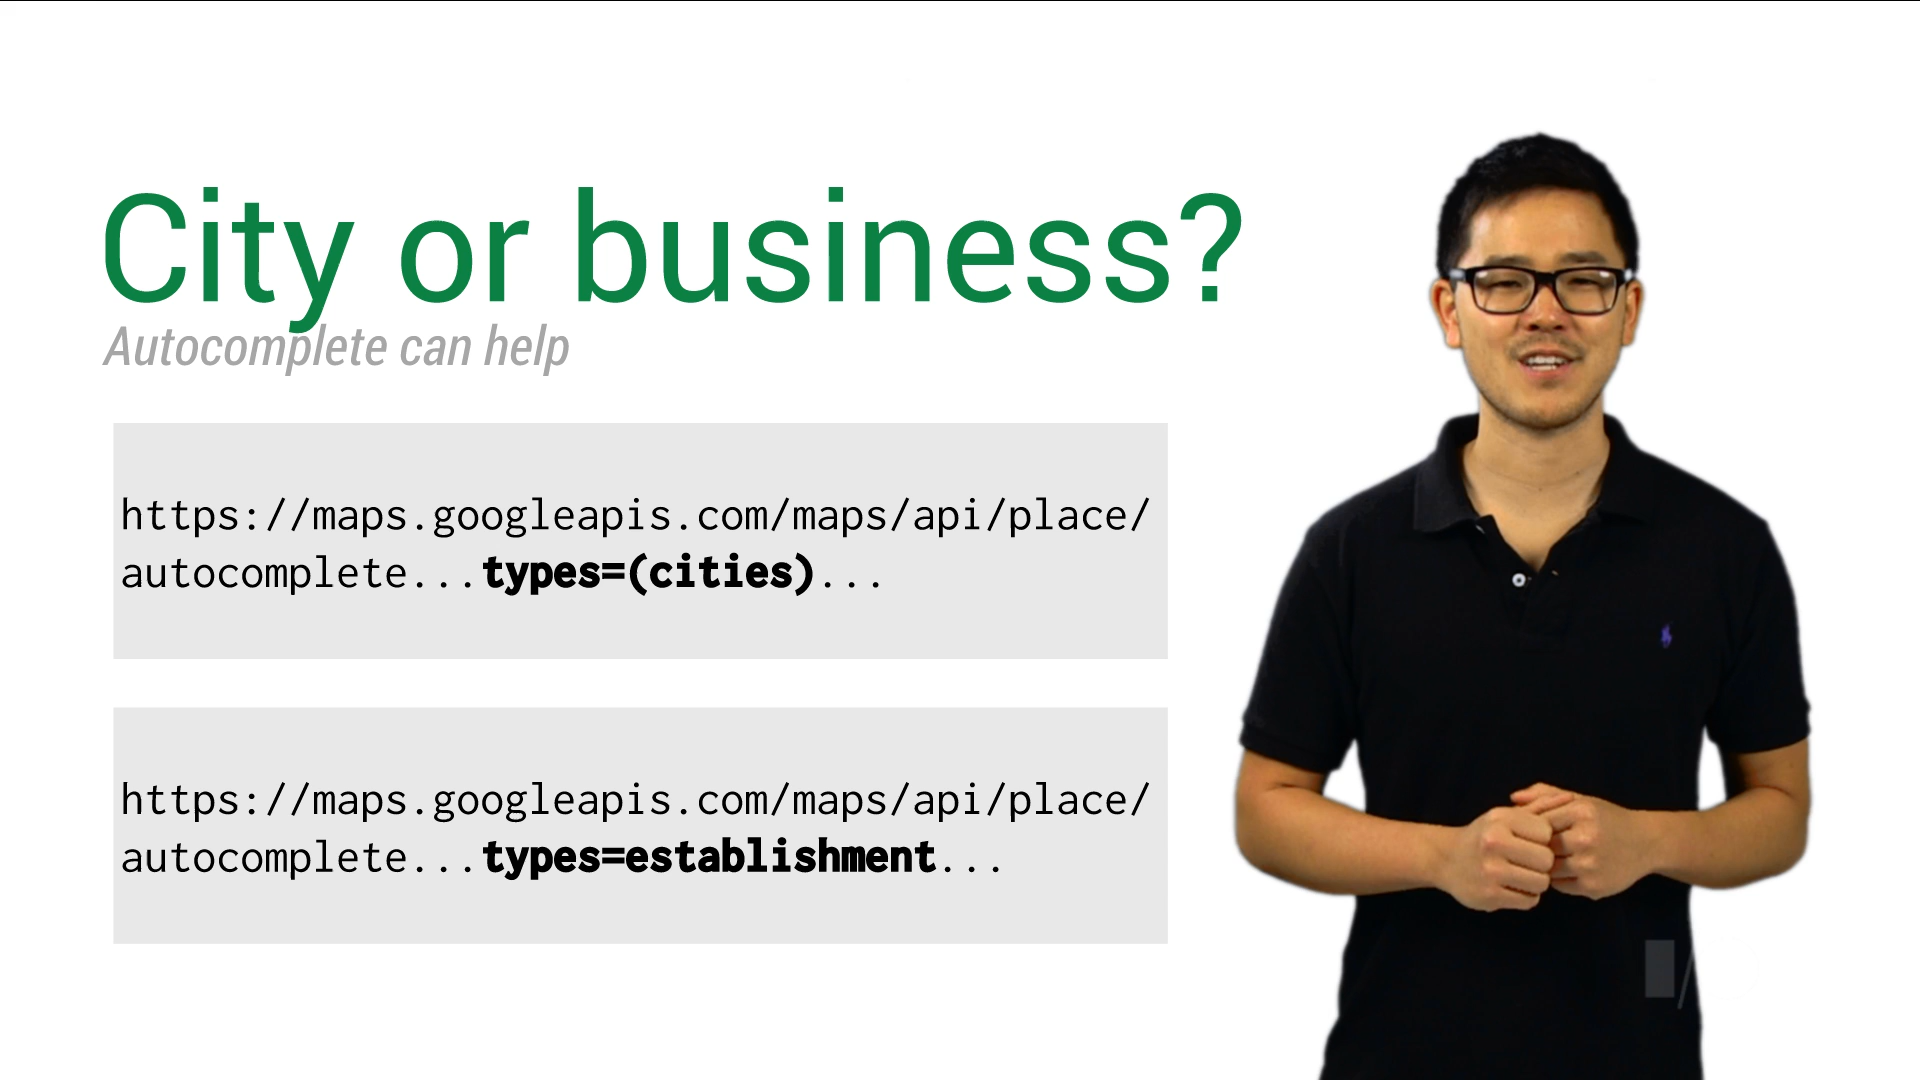 City or business?
Autocomplete can help
https://maps.googleapis.com/maps/api/place/
autocomplete...types=(cities)...
https://maps.googleapis.com/maps/api/place/
autocomplete...types=establishment...